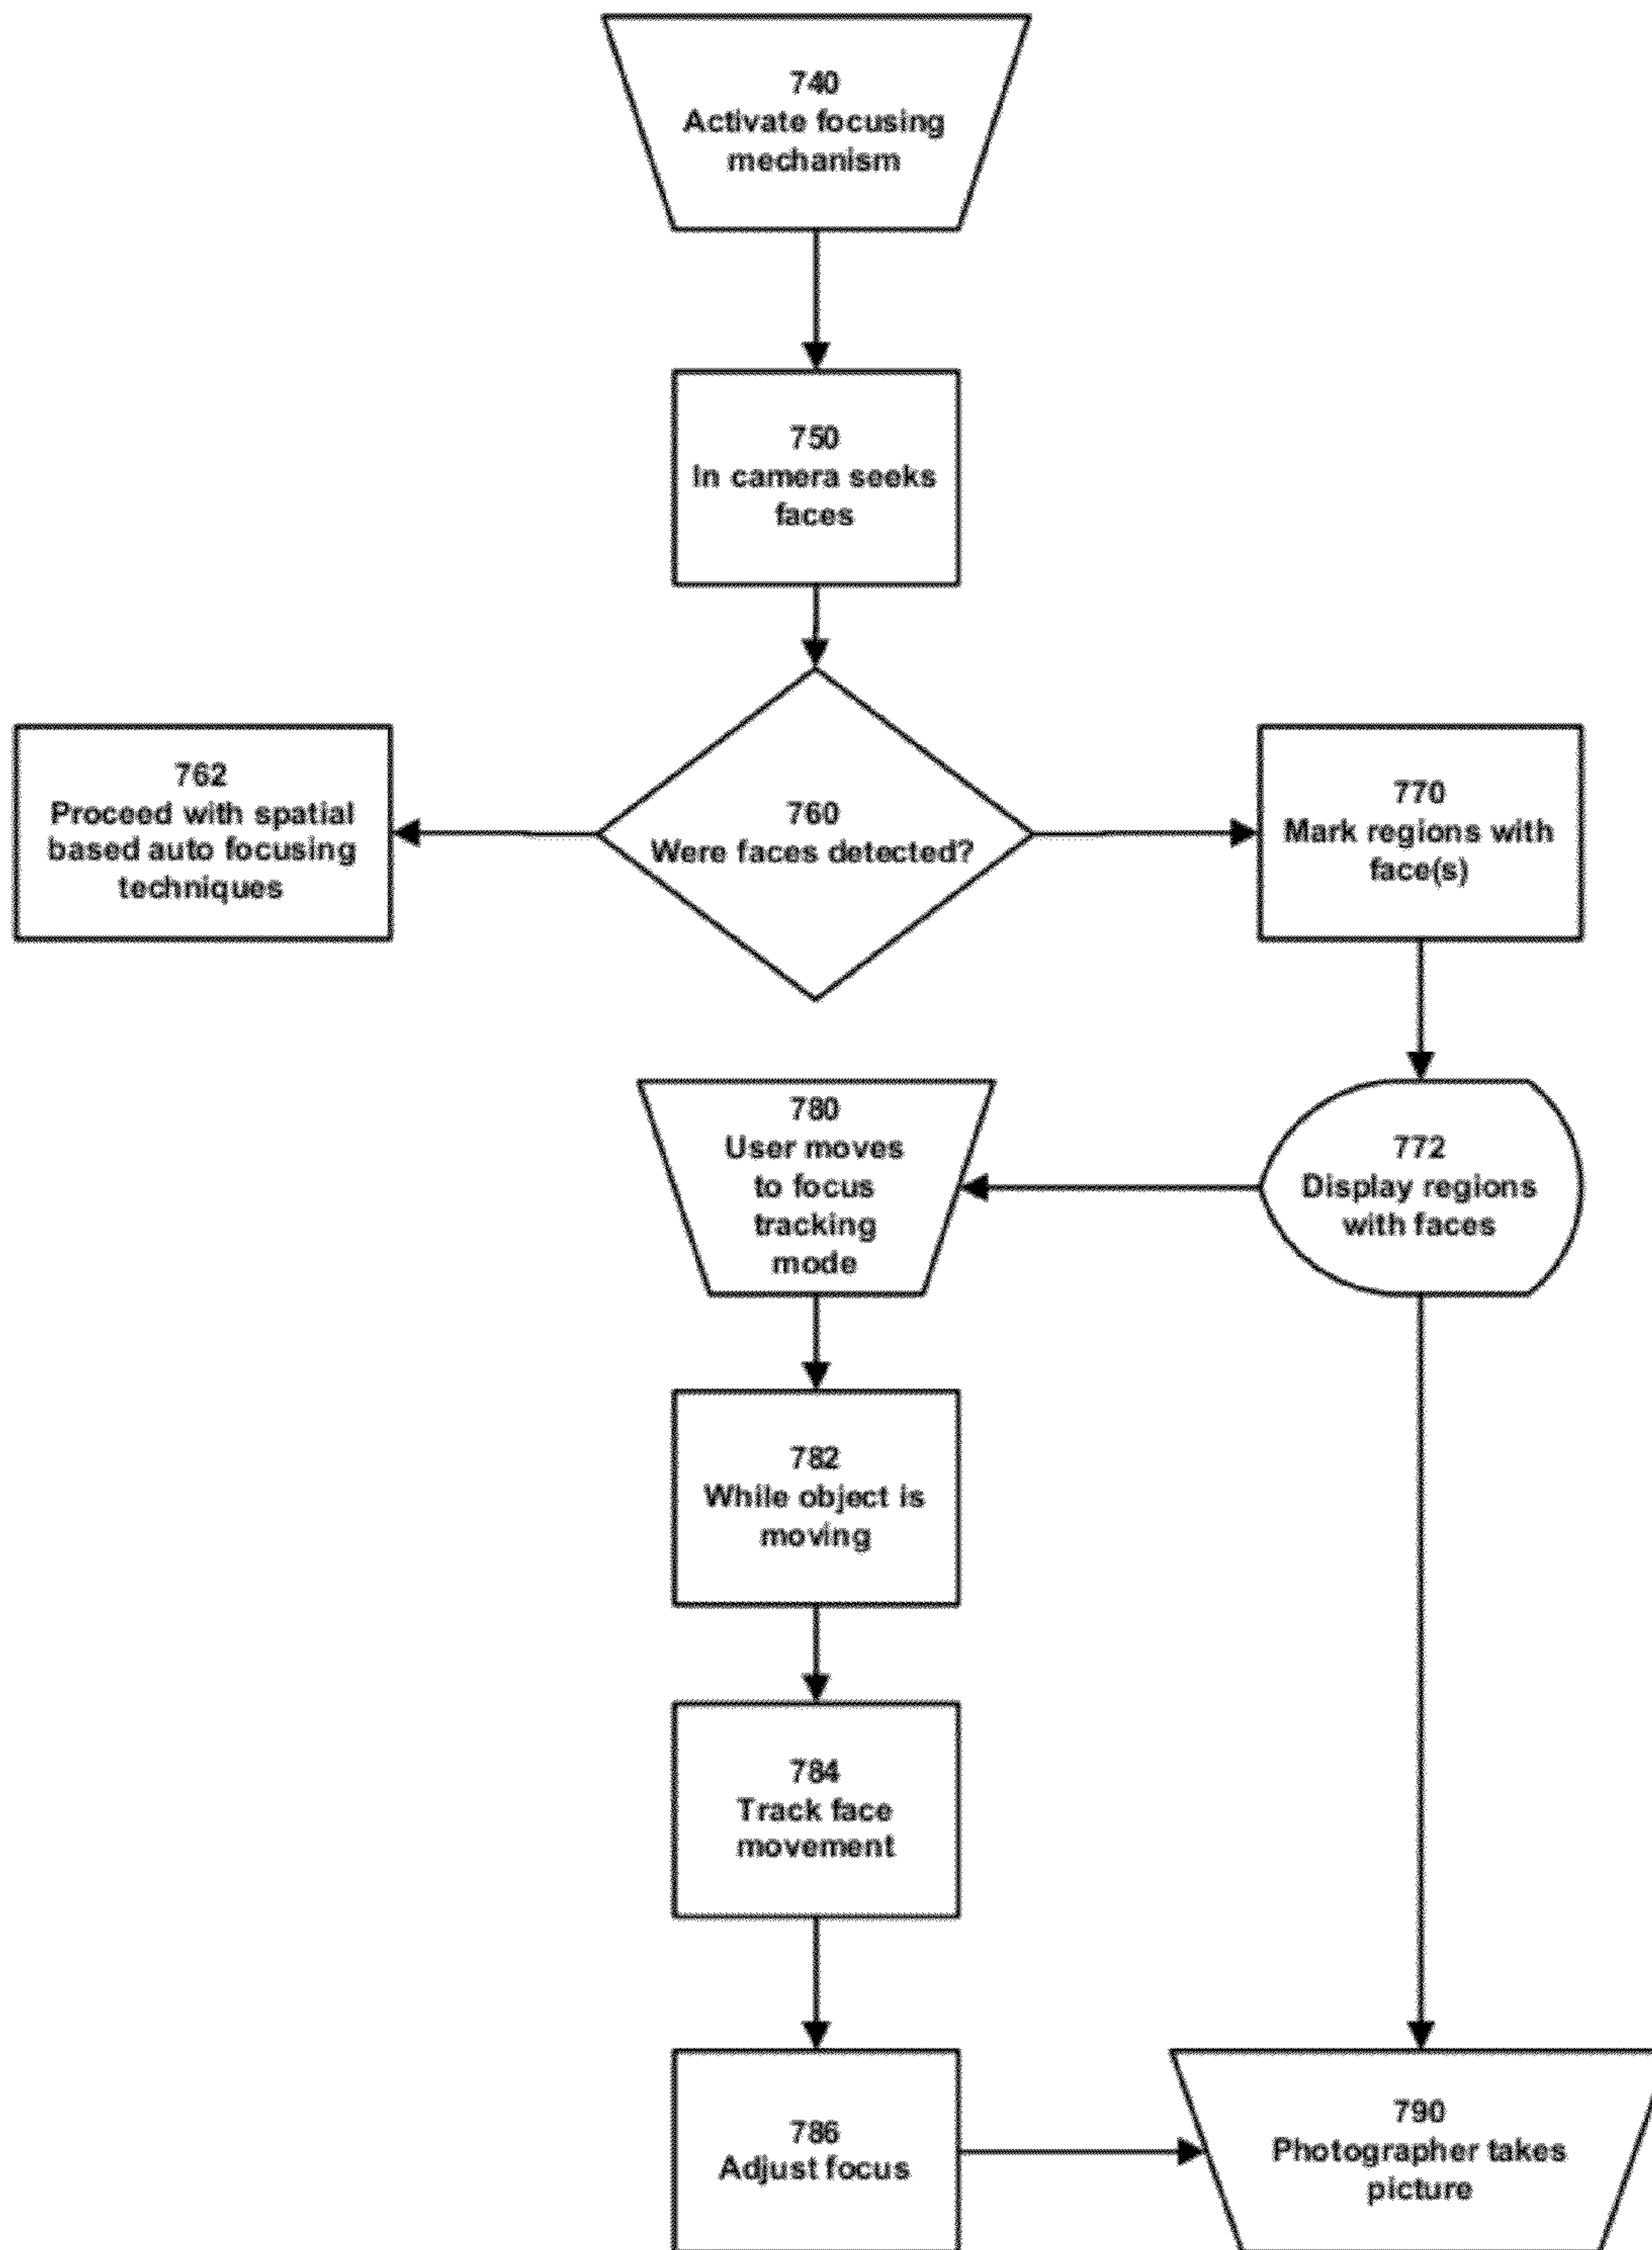 740
Activate focusing
mechanism
750
In camera seeks
faces
760
Were faces detected?
762
Proceed with spatial
based auto focusing
techniques
770
Mark regions with
face(s)
772
Display regions
with faces
780
User moves
to focus
tracking
mode
782
While object is
moving
784
Track face
movement
786
Adjust focus
790
Photographer takes
picture